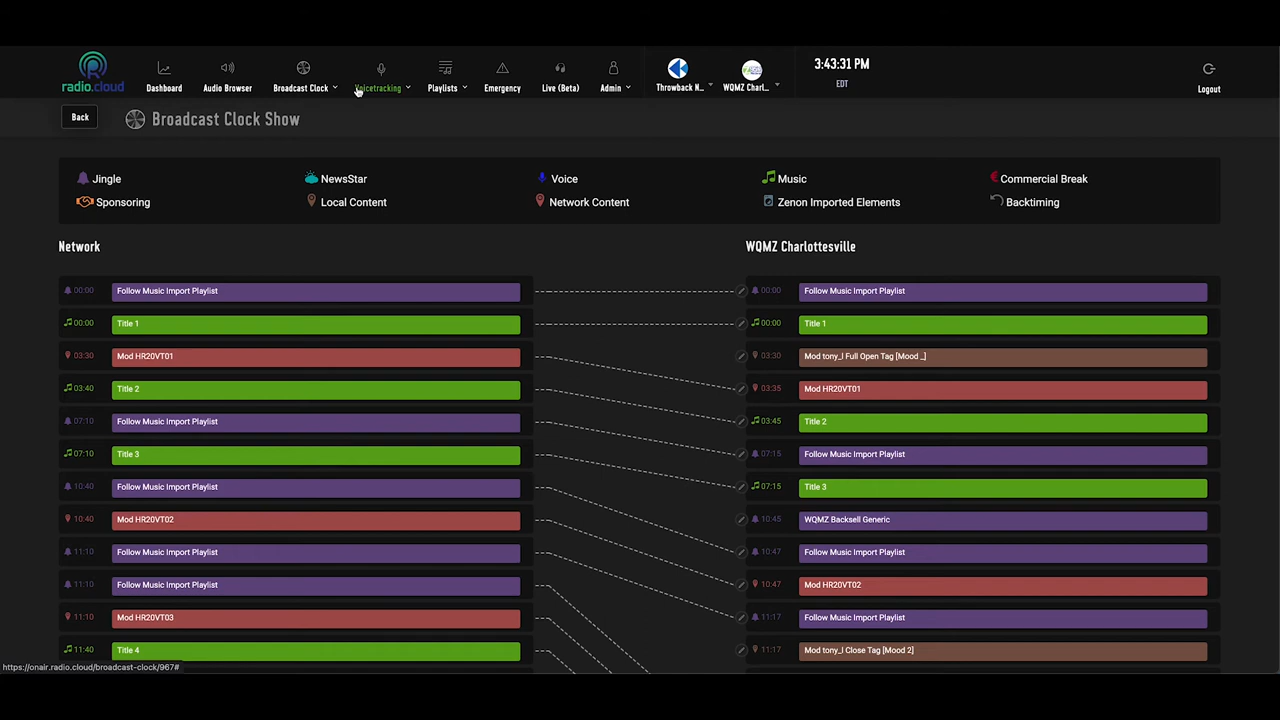 radio.cloud
Dashboard
Audio Browser
Broadcast Clock
Voicetracking
Playlists
Emergency
Live (Beta)
Admin
Throwback N...
WQMZ Charl...
3:43:31 PM
EDT
Logout
Back
Broadcast Clock Show
Jingle
NewsStar
Voice
Music
Commercial Break
Sponsoring
Local Content
Network Content
Zenon Imported Elements
Backtiming
Network
00:00 Follow Music Import Playlist
00:00 Title 1
03:30 Mod HR20VT01
03:40 Title 2
07:10 Follow Music Import Playlist
07:10 Title 3
10:40 Follow Music Import Playlist
10:40 Mod HR20VT02
11:10 Follow Music Import Playlist
11:10 Follow Music Import Playlist
11:10 Mod HR20VT03
11:40 Title 4
WQMZ Charlottesville
00:00 Follow Music Import Playlist
00:00 Title 1
03:30 Mod tony_l Full Open Tag [Mood _]
03:35 Mod HR20VT01
03:45 Title 2
07:15 Follow Music Import Playlist
07:15 Title 3
10:45 WQMZ Backsell Generic
10:47 Follow Music Import Playlist
10:47 Mod HR20VT02
11:17 Follow Music Import Playlist
11:17 Mod tony_l Close Tag [Mood 2]
https://onair.radio.cloud/broadcast-clock/967#